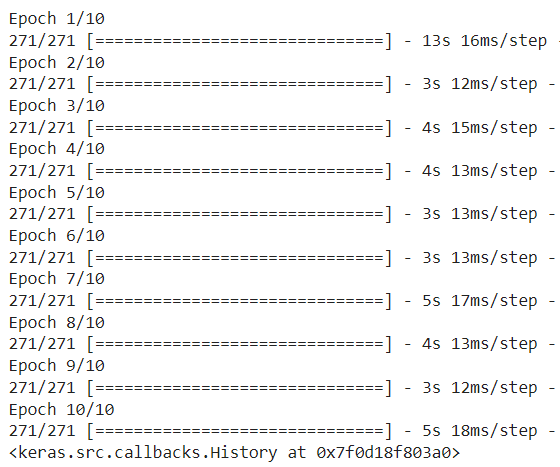 Epoch 1/10
271/271 [==============================] - 13s 16ms/step -
Epoch 2/10
271/271 [==============================] - 3s 12ms/step -
Epoch 3/10
271/271 [==============================] - 4s 15ms/step -
Epoch 4/10
271/271 [==============================] - 4s 13ms/step -
Epoch 5/10
271/271 [==============================] - 3s 13ms/step -
Epoch 6/10
271/271 [==============================] - 3s 13ms/step -
Epoch 7/10
271/271 [==============================] - 5s 17ms/step -
Epoch 8/10
271/271 [==============================] - 4s 13ms/step -
Epoch 9/10
271/271 [==============================] - 3s 12ms/step -
Epoch 10/10
271/271 [==============================] - 5s 18ms/step -
<keras.src.callbacks.History at 0x7f0d18f803a0>